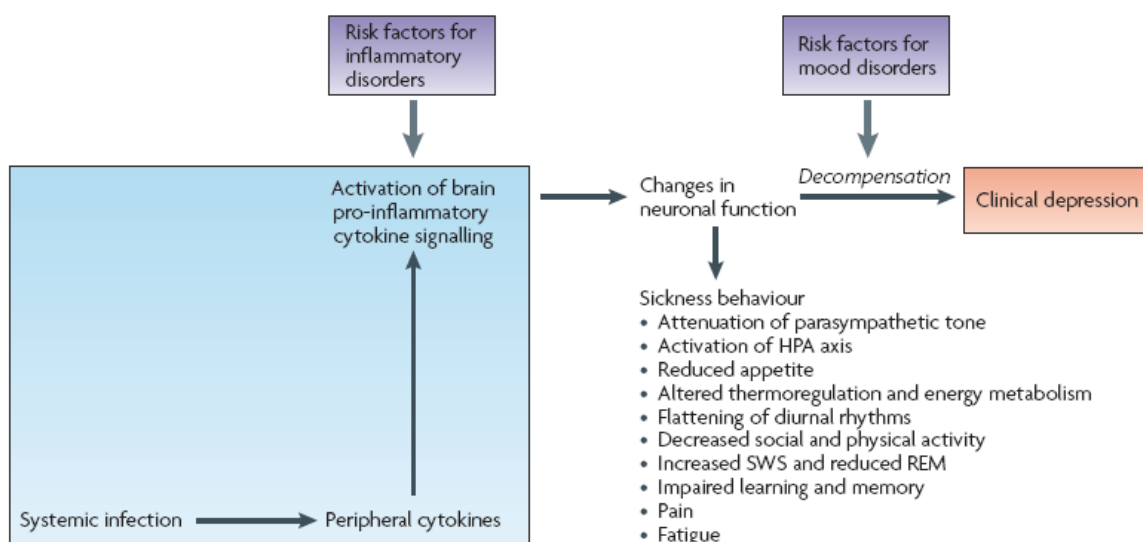 Risk factors for
inflammatory
disorders
Risk factors for
mood disorders
Activation of brain
pro-inflammatory
cytokine signalling
Changes in
neuronal function
Decompensation
Clinical depression
Sickness behaviour
• Attenuation of parasympathetic tone
• Activation of HPA axis
• Reduced appetite
• Altered thermoregulation and energy metabolism
• Flattening of diurnal rhythms
• Decreased social and physical activity
• Increased SWS and reduced REM
• Impaired learning and memory
• Pain
• Fatigue
Systemic infection
Peripheral cytokines